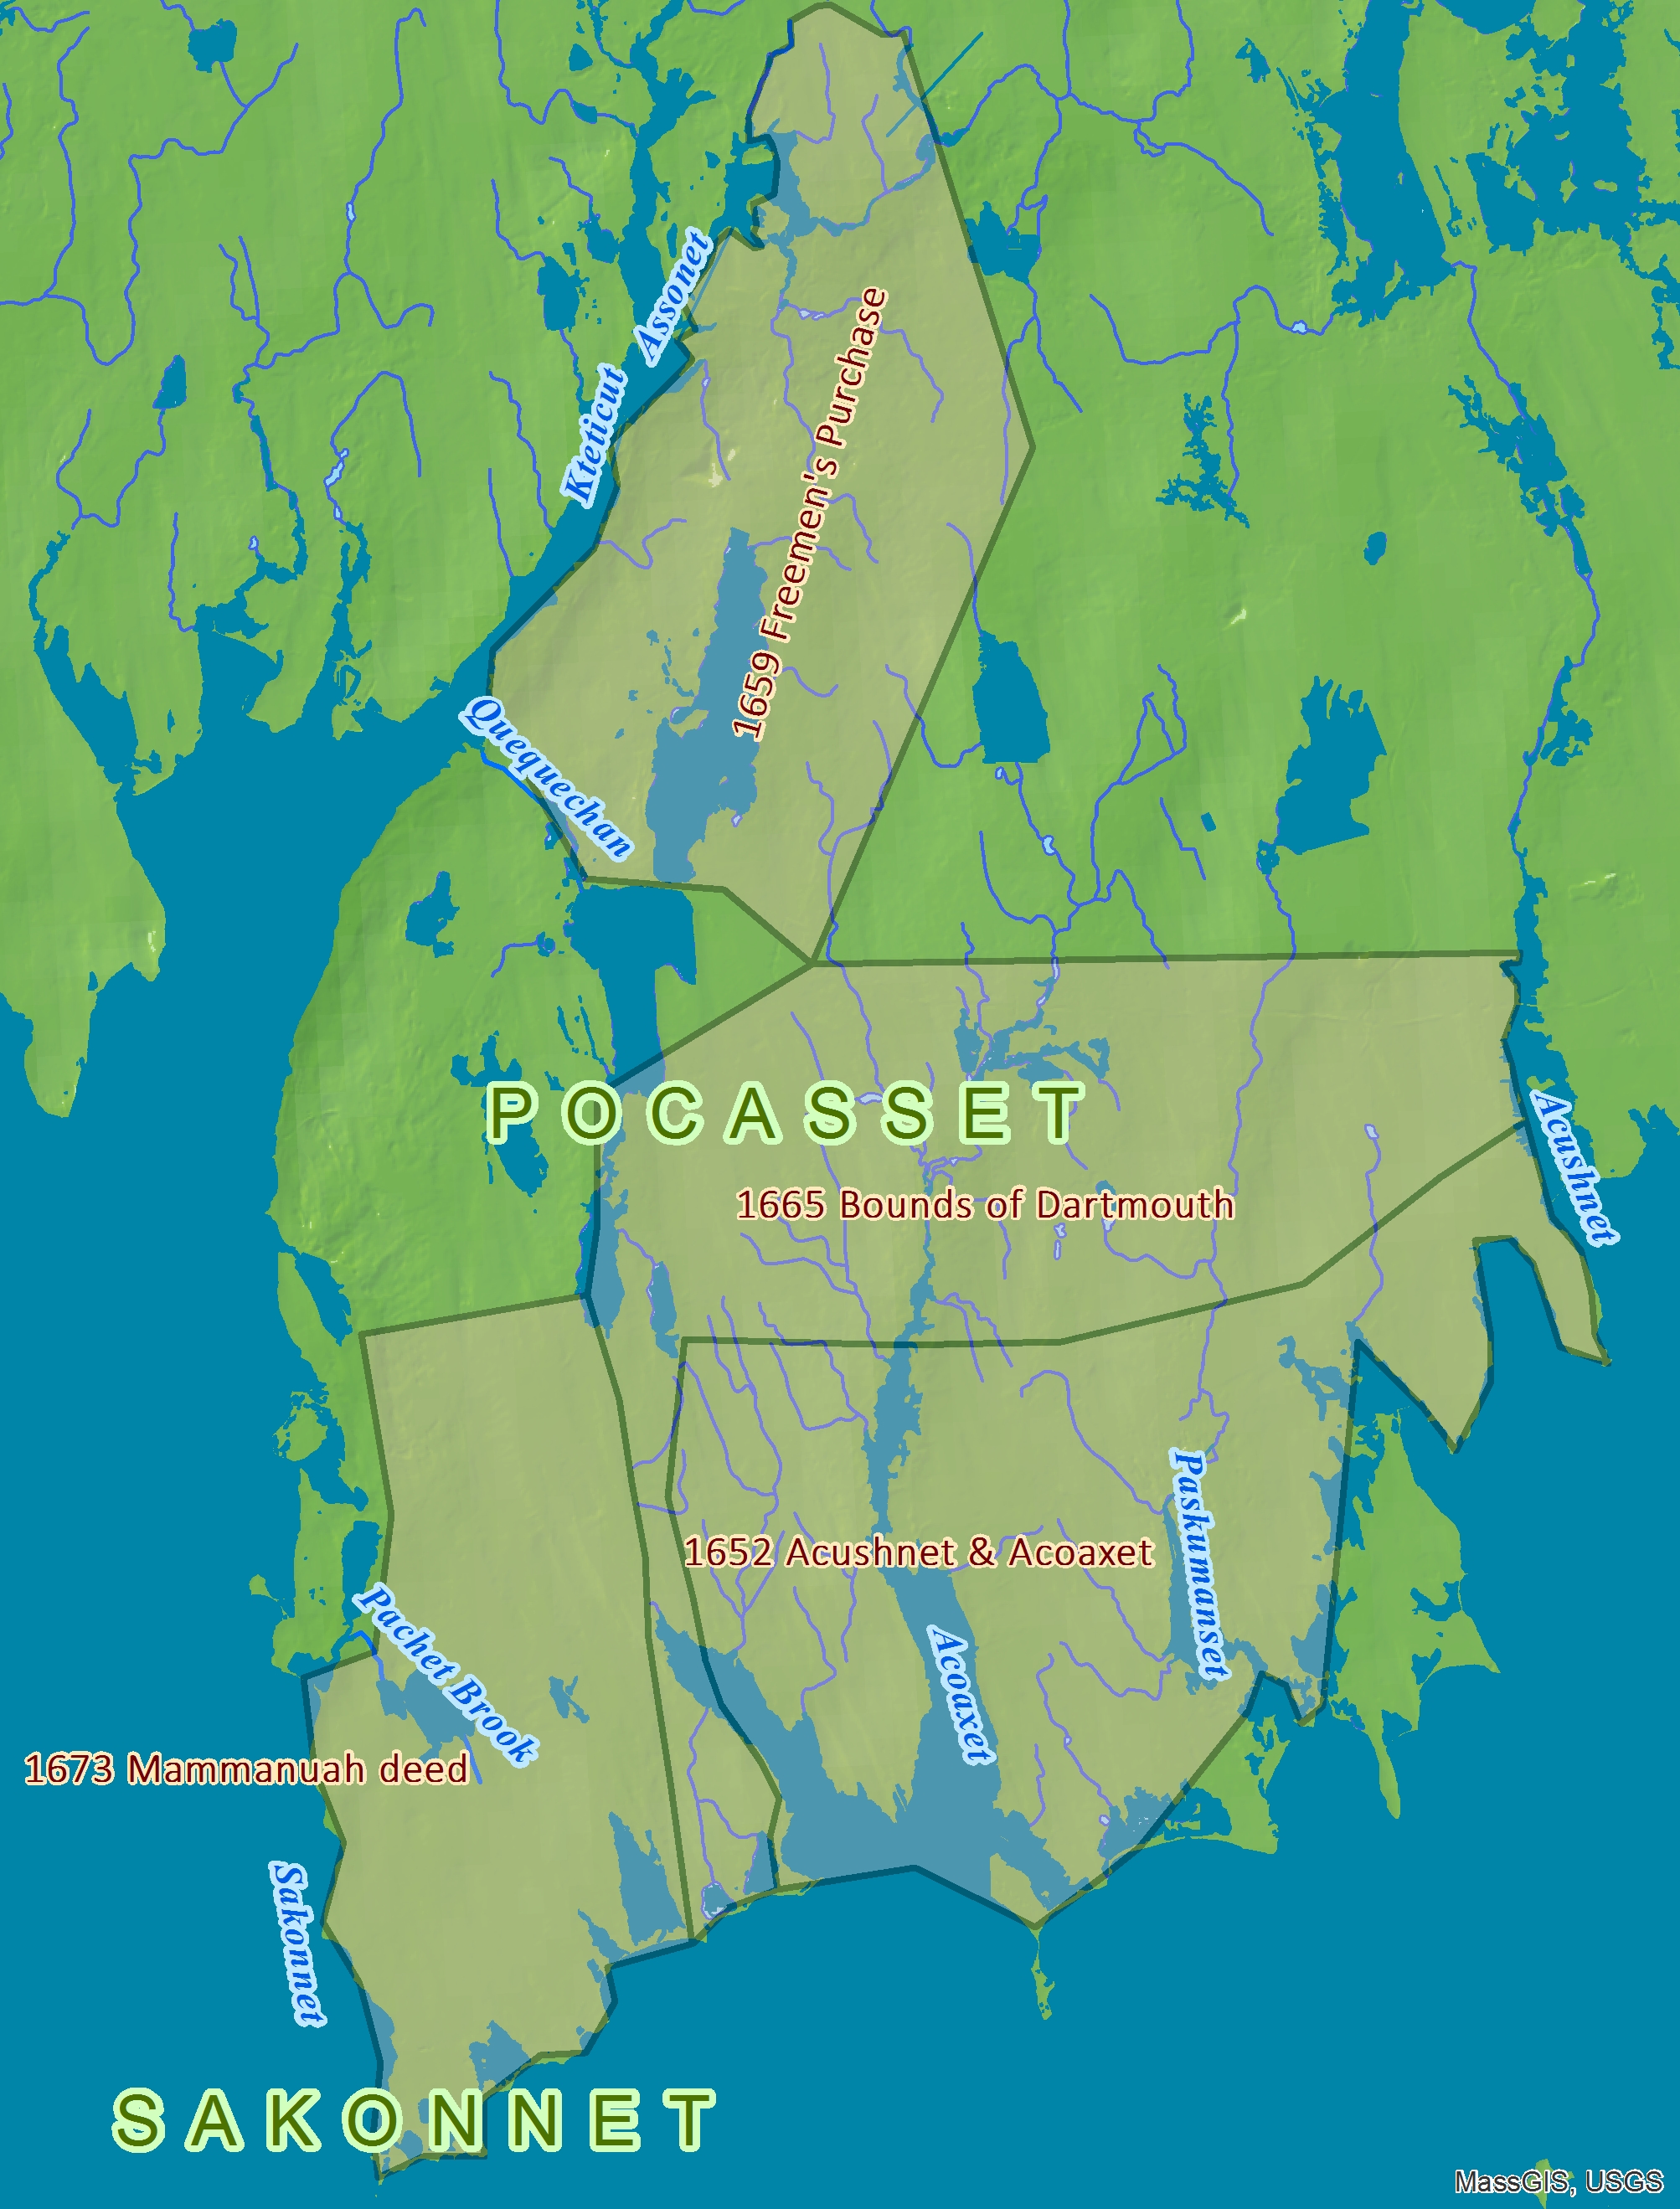 Assonet
Kteticut
1659 Freemen's Purchase
Quequechan
POCASSET
Acushnet
1665 Bounds of Dartmouth
1652 Acushnet & Acoaxet
Paskumanset
Pachet Brook
Acoaxet
1673 Mammanuah deed
Sakonnet
SAKONNET
MassGIS, USGS